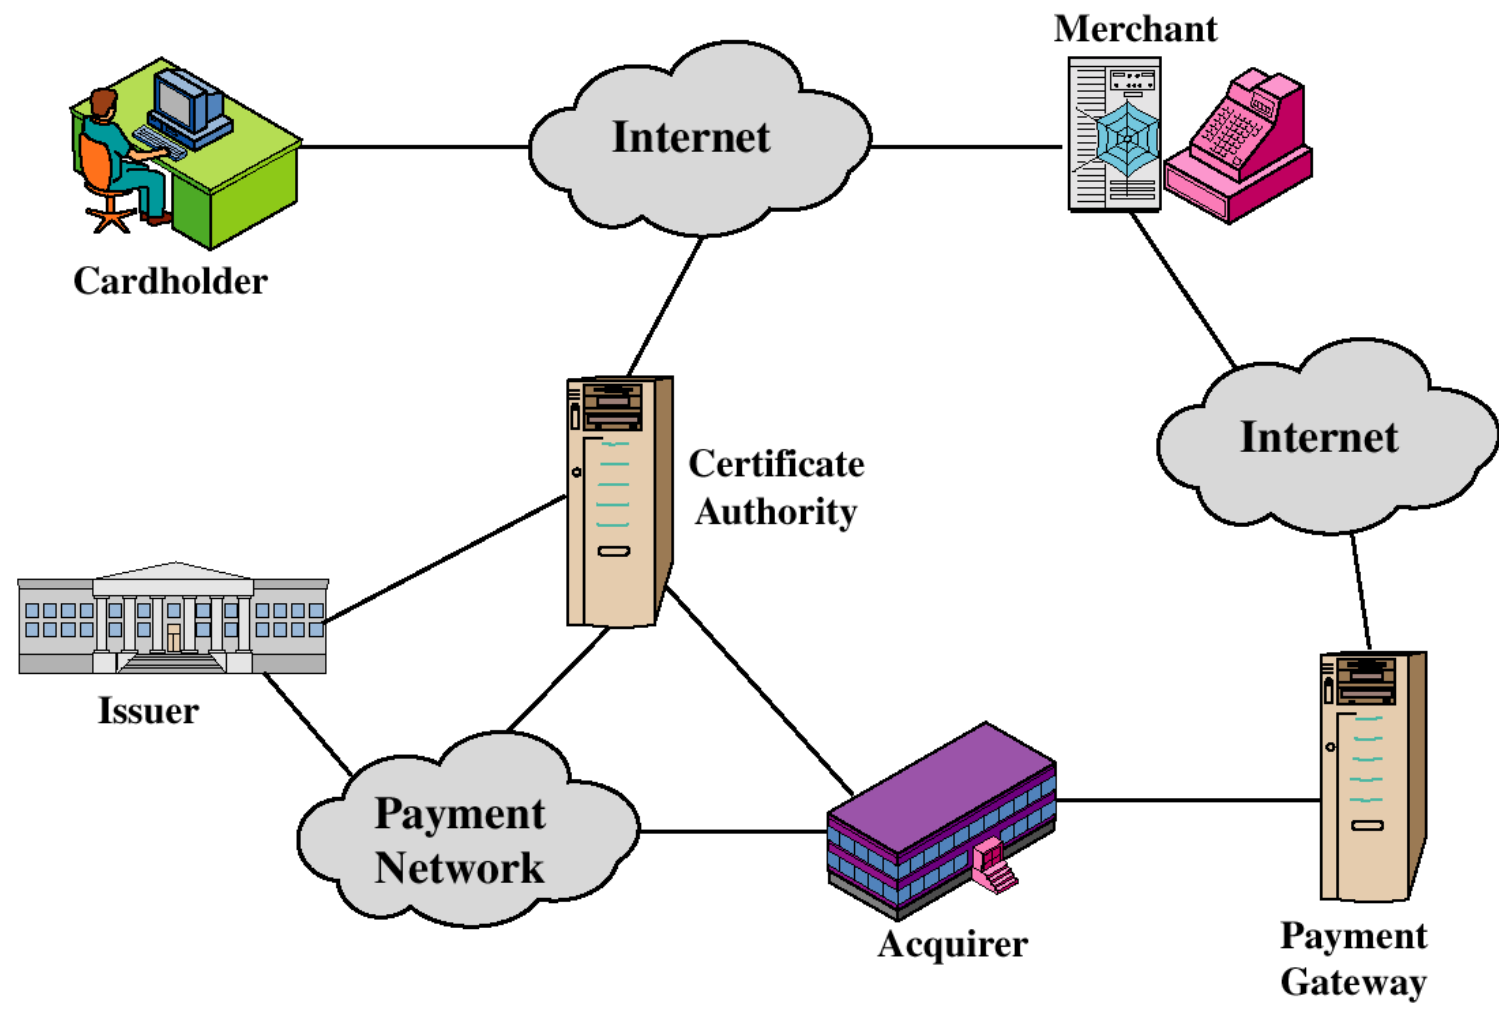 Merchant
Internet
Cardholder
Internet
Certificate
Authority
Issuer
Payment
Network
Acquirer
Payment
Gateway